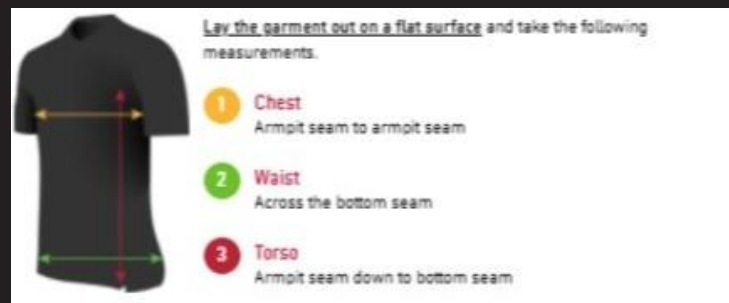 Lay the garment out on a flat surface and take the following
measurements.
1 Chest
Armpit seam to armpit seam
2 Waist
Across the bottom seam
3 Torso
Armpit seam down to bottom seam